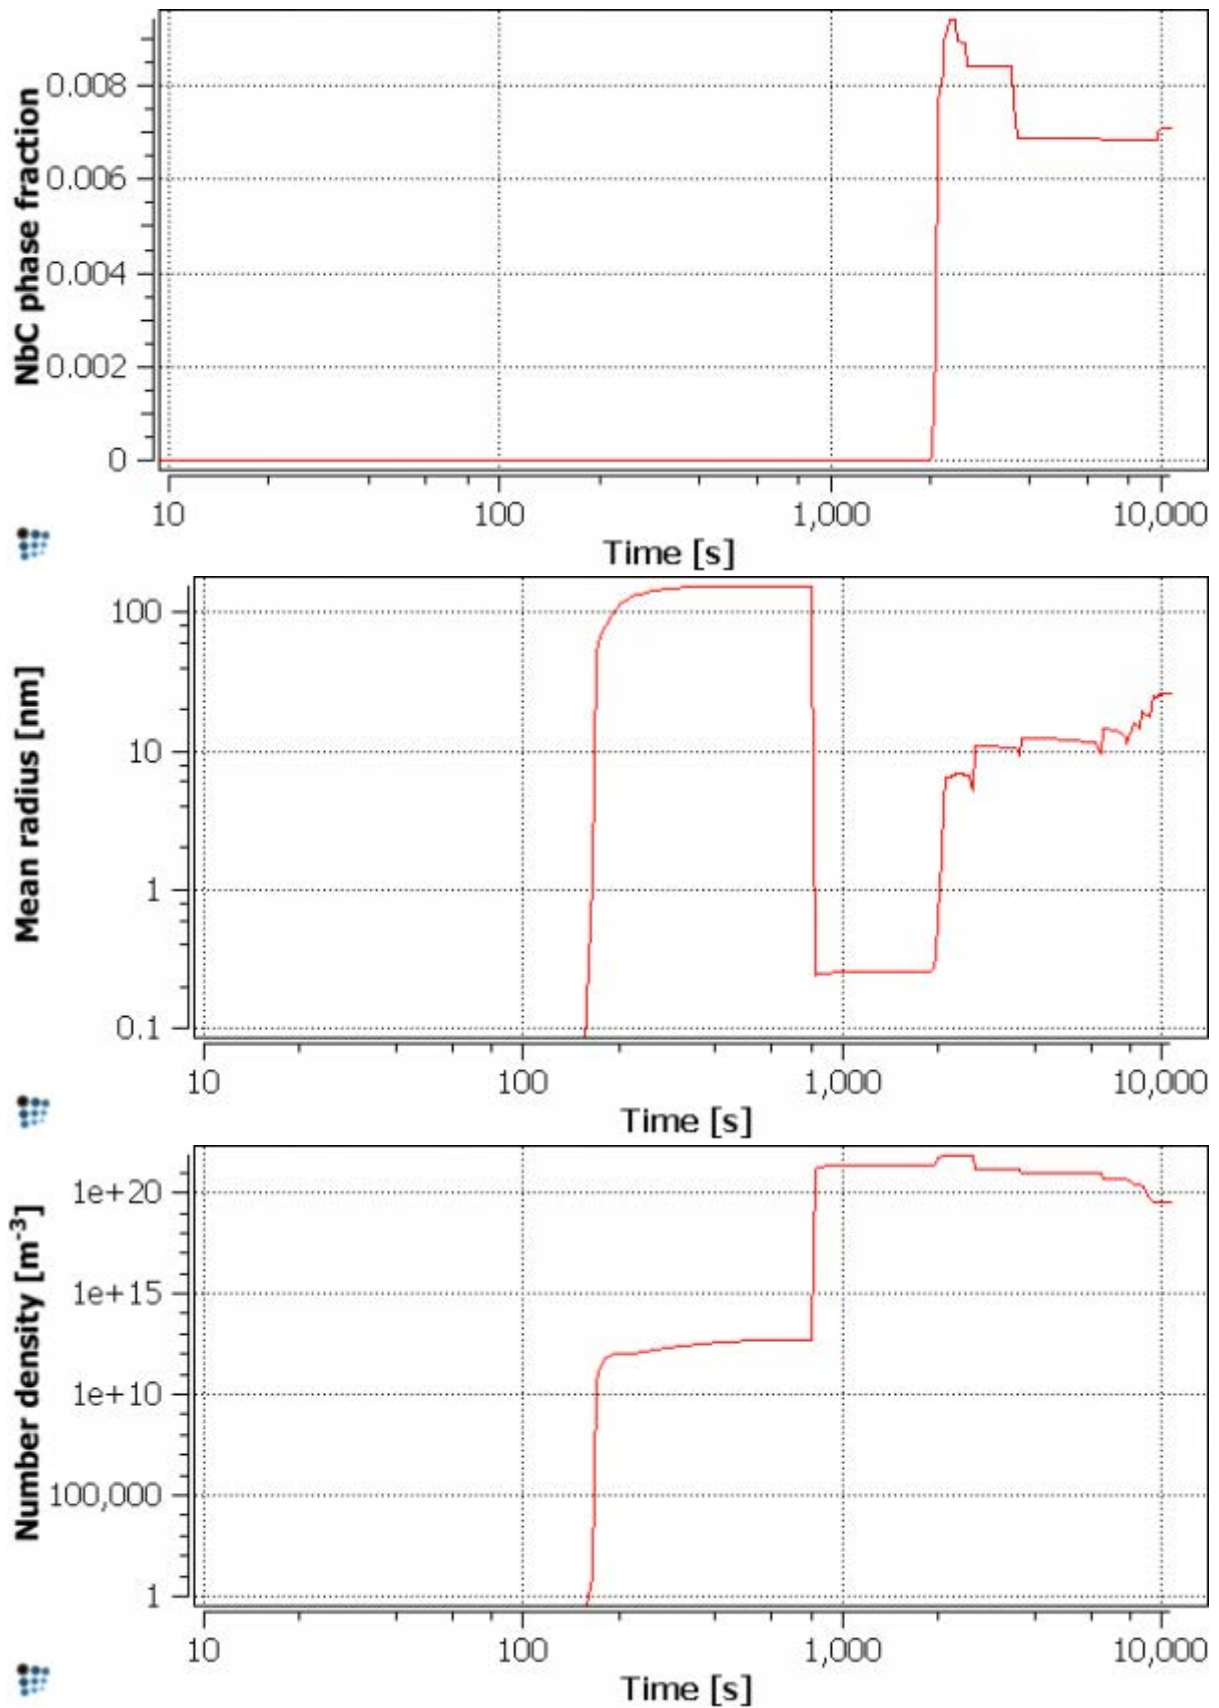 NbC phase fraction
0.008
0.006
0.004
0.002
0
10 100 1,000 10,000
Time [s]
Mean radius [nm]
100
10
1
0.1
10 100 1,000 10,000
Time [s]
Number density [m-3]
1e+20
1e+15
1e+10
100,000
1
10 100 1,000 10,000
Time [s]